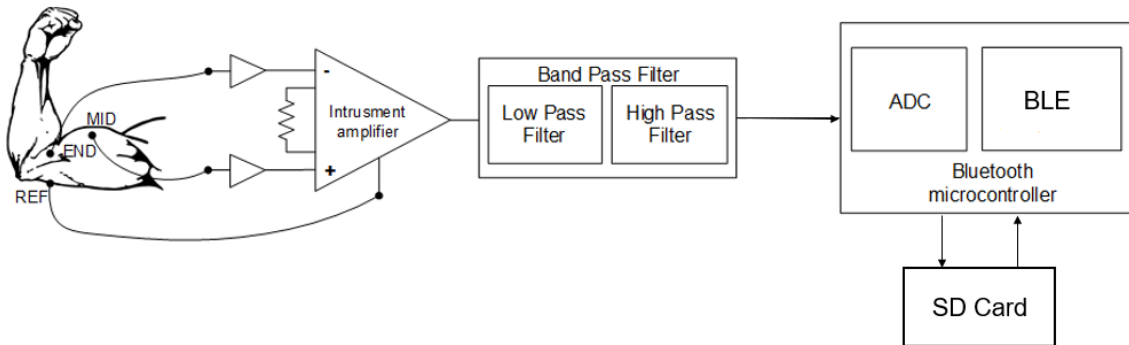 MID
END
REF
-
+
Intrusment
amplifier
Band Pass Filter
Low Pass
Filter
High Pass
Filter
ADC
BLE
Bluetooth
microcontroller
SD Card